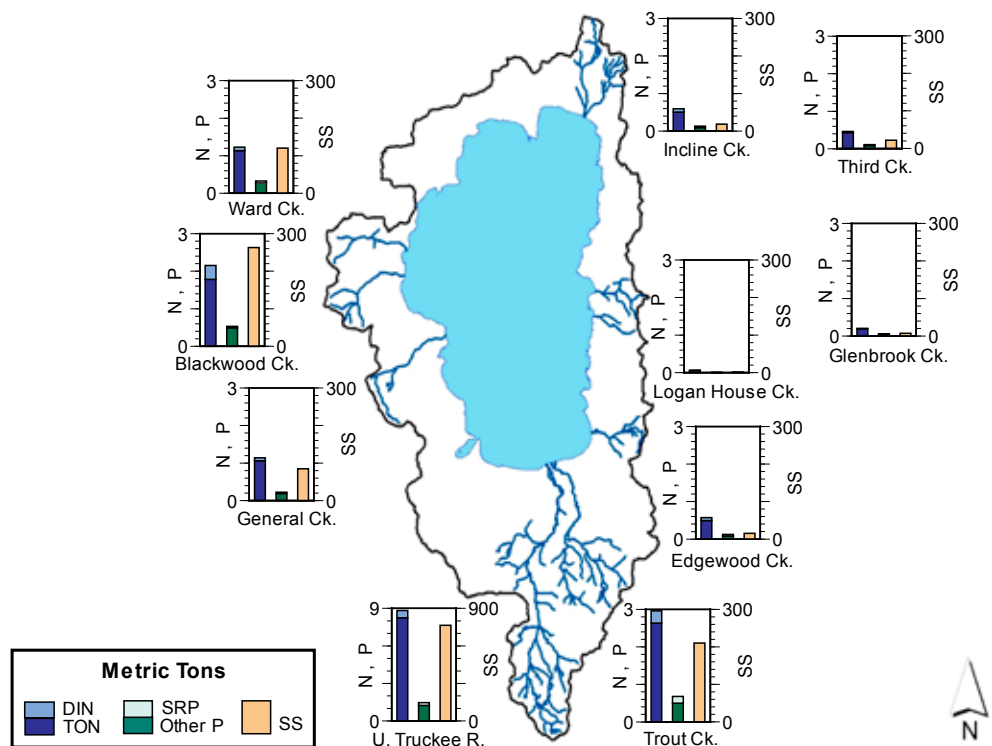 3 300
N , P SS
0 0
Incline Ck.
3 300
N , P SS
0 0
Third Ck.
3 300
N , P SS
0 0
Ward Ck.
3 300
N , P SS
0 0
Blackwood Ck.
3 300
N , P SS
0 0
Glenbrook Ck.
3 300
N , P SS
0 0
Logan House Ck.
3 300
N , P SS
0 0
General Ck.
3 300
N , P SS
0 0
Edgewood Ck.
9 900
N , P SS
0 0
U. Truckee R.
3 300
N , P SS
0 0
Trout Ck.
Metric Tons
DIN SRP
TON Other P SS
N